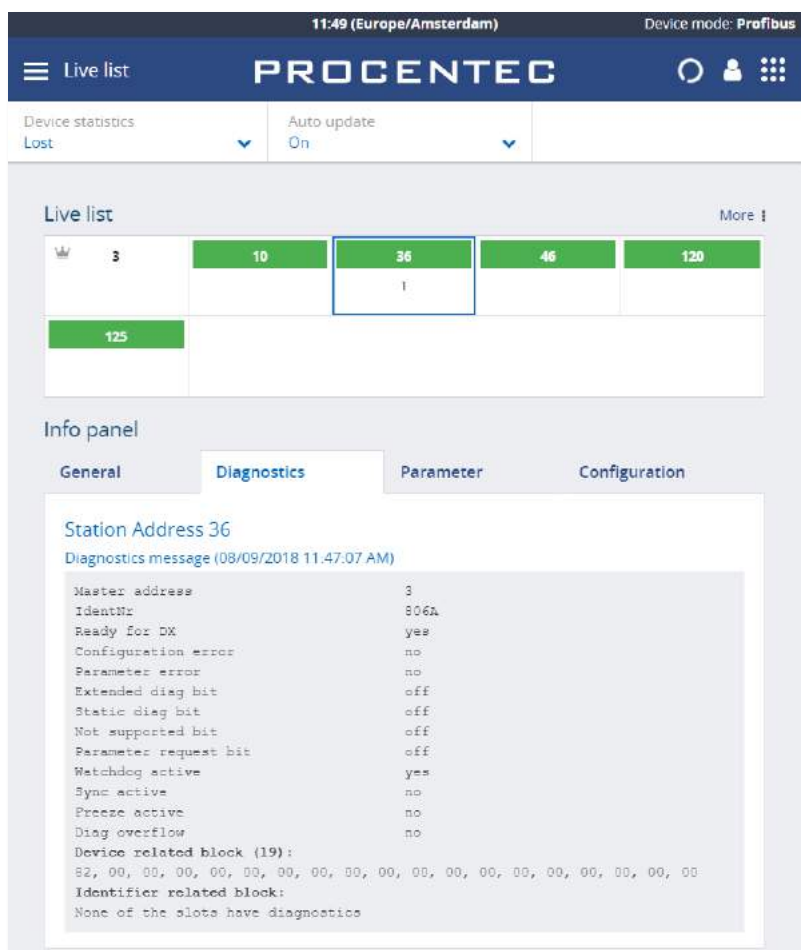 11:49 (Europe/Amsterdam) Device mode: Profibus
Live list PROCENTEC
Device statistics Auto update
Lost On
Live list More
3 10 36 46 120
1
125
Info panel
General Diagnostics Parameter Configuration
Station Address 36
Diagnostics message (08/09/2018 11:47:07 AM)
Master address 3
IdentNr 806A
Ready for DX yes
Configuration error no
Parameter error no
Extended diag bit off
Static diag bit off
Not supported bit off
Parameter request bit off
Watchdog active yes
Sync active no
Freeze active no
Diag overflow no
Device related block (19):
82, 00, 00, 00, 00, 00, 00, 00, 00, 00, 00, 00, 00, 00, 00, 00, 00, 00, 00
Identifier related block:
None of the slots have diagnostics